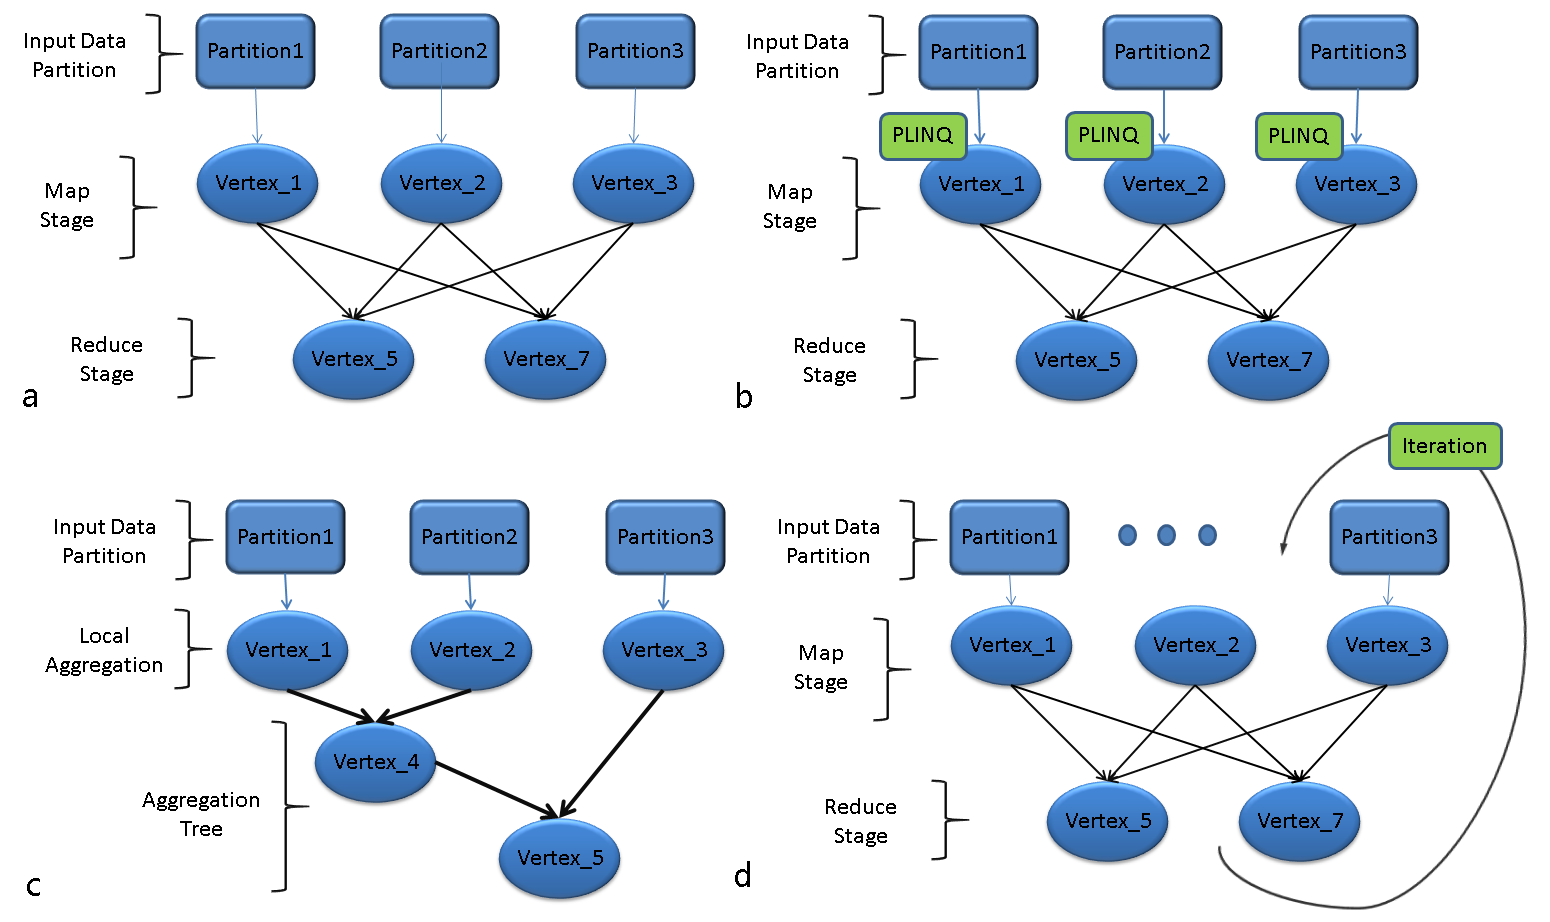 Input Data
Partition
Partition1
Partition2
Partition3
PLINQ
PLINQ
PLINQ
Map
Stage
Vertex_1
Vertex_2
Vertex_3
Reduce
Stage
Vertex_5
Vertex_7
a
Input Data
Partition
Partition1
Partition2
Partition3
Map
Stage
Vertex_1
Vertex_2
Vertex_3
Reduce
Stage
Vertex_5
Vertex_7
b
Input Data
Partition
Partition1
Partition2
Partition3
Local
Aggregation
Vertex_1
Vertex_2
Vertex_3
Vertex_4
Aggregation
Tree
Vertex_5
c
Iteration
Input Data
Partition
Partition1
Partition3
Map
Stage
Vertex_1
Vertex_2
Vertex_3
Reduce
Stage
Vertex_5
Vertex_7
d